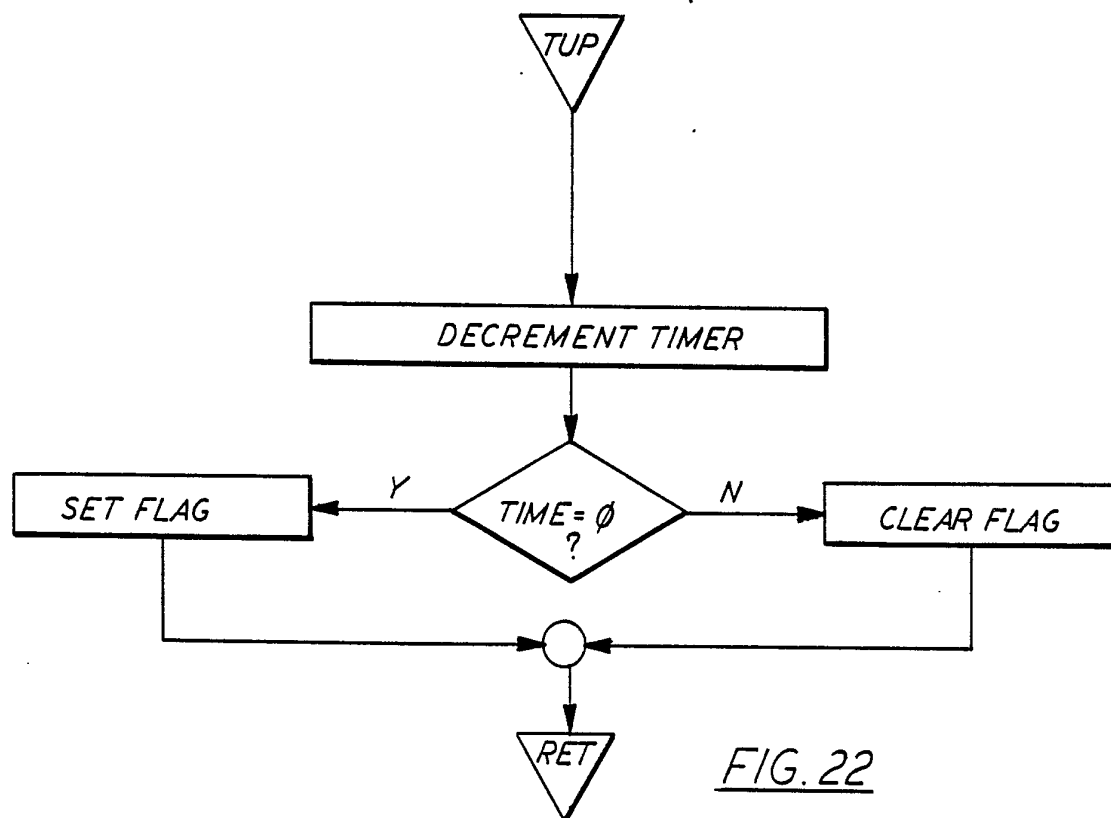 TUP
DECREMENT TIMER
Y
N
SET FLAG
TIME = φ
?
CLEAR FLAG
RET
FIG. 22